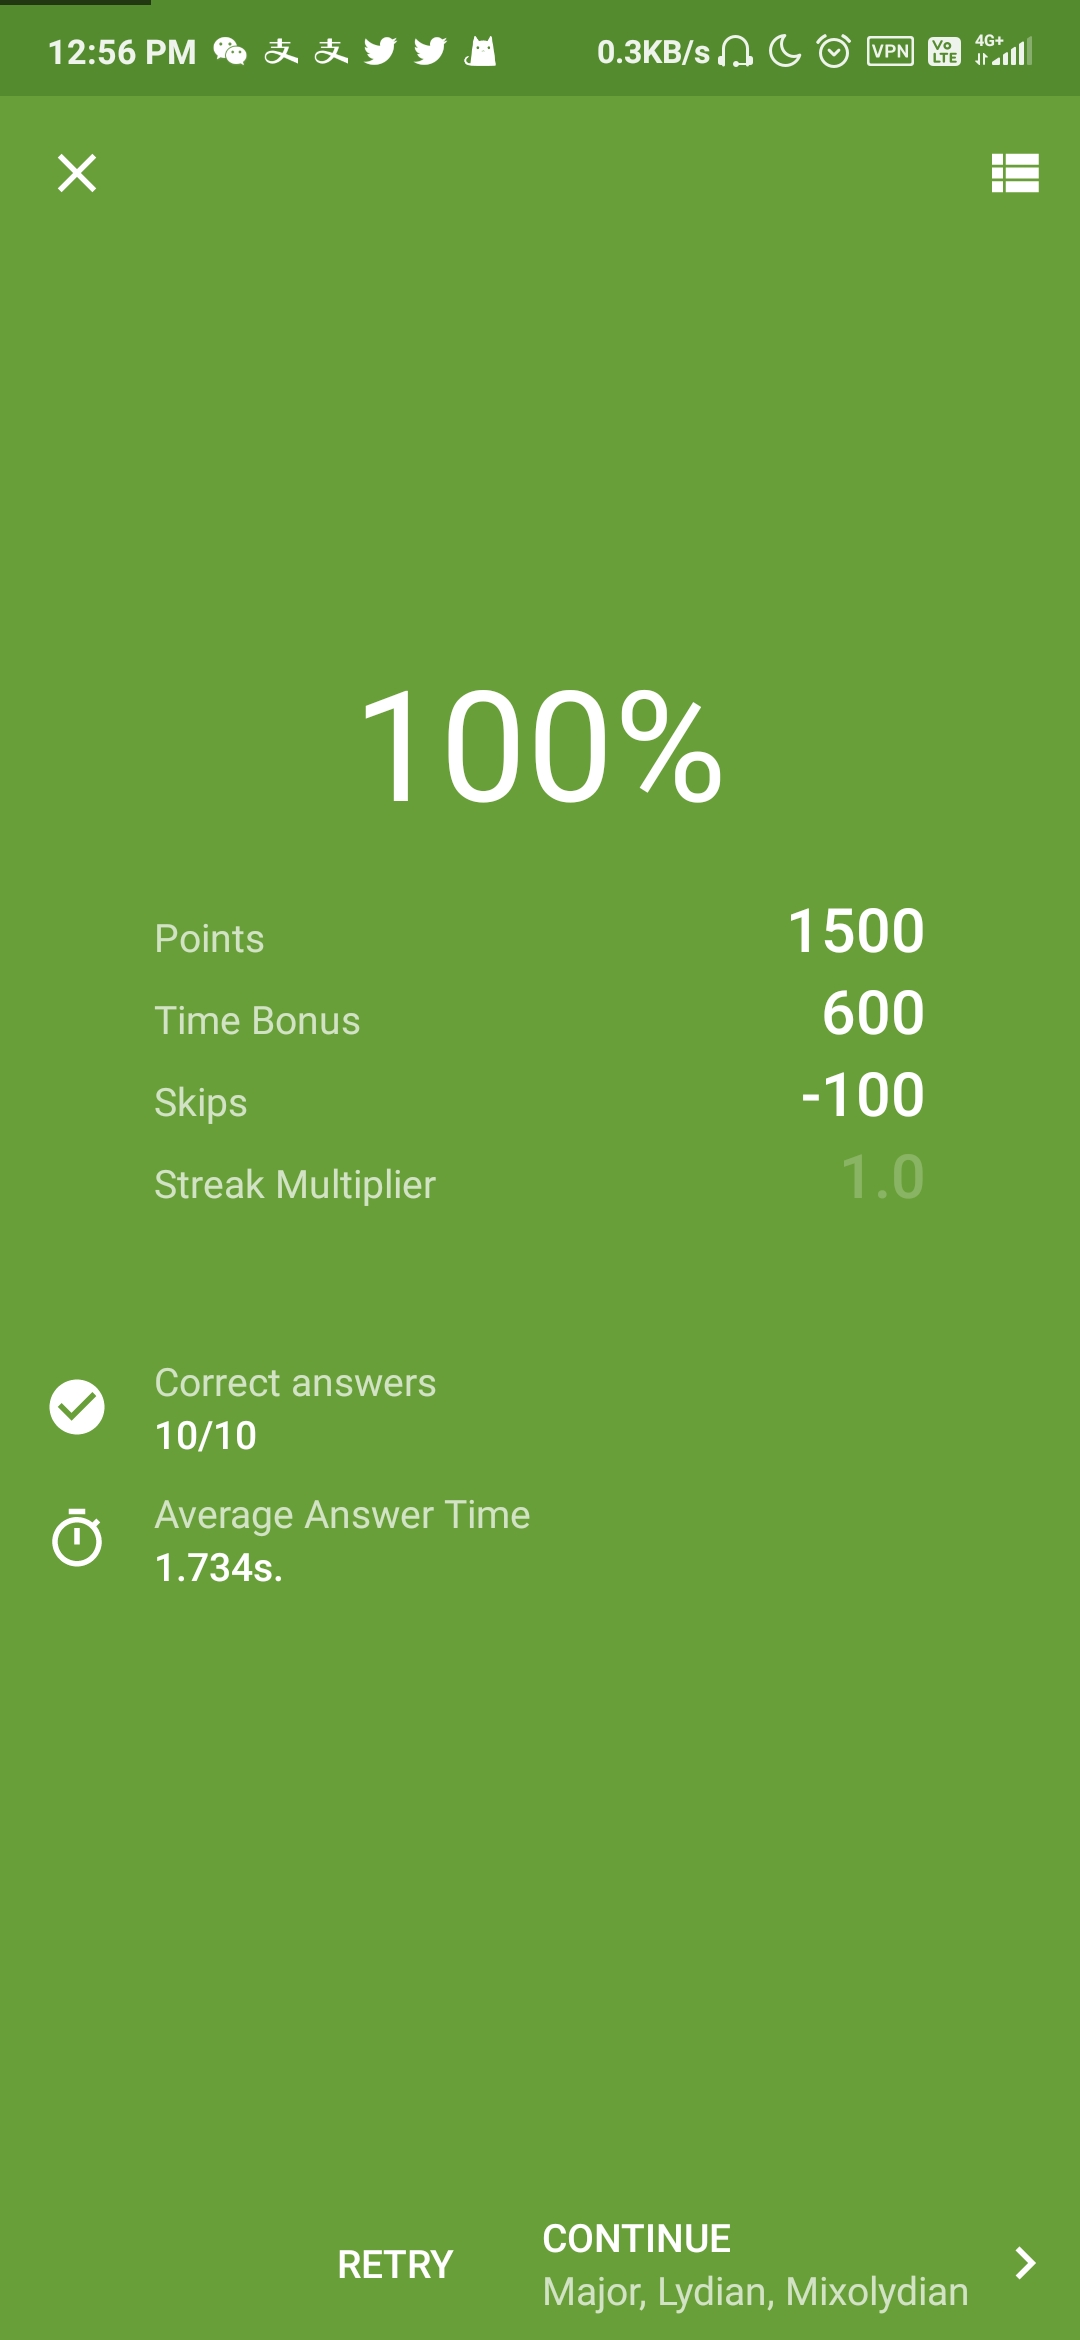 12:56 PM 支 支 0.3KB/s VPN Vo LTE 4G+
100%
Points 1500
Time Bonus 600
Skips -100
Streak Multiplier 1.0
Correct answers
10/10
Average Answer Time
1.734s.
RETRY
CONTINUE
Major, Lydian, Mixolydian